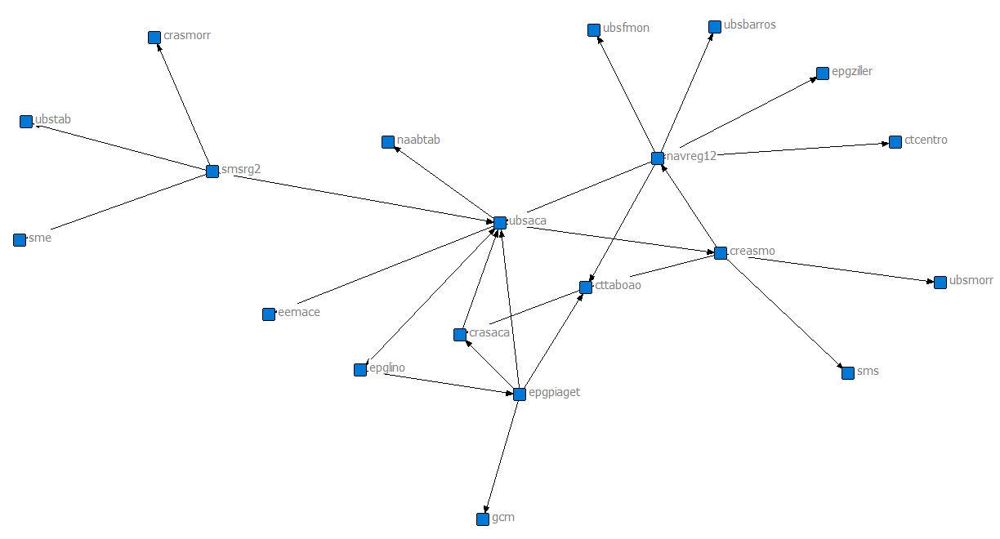 ubsbarros
ubsfmon
crasmorr
epgziller
ubstab
naabtab
ctcentro
navreg12
smsrg2
ubsaca
sme
creasmo
ubsmorr
cttaboao
eemace
crasaca
epglino
sms
epgpiaget
gcm